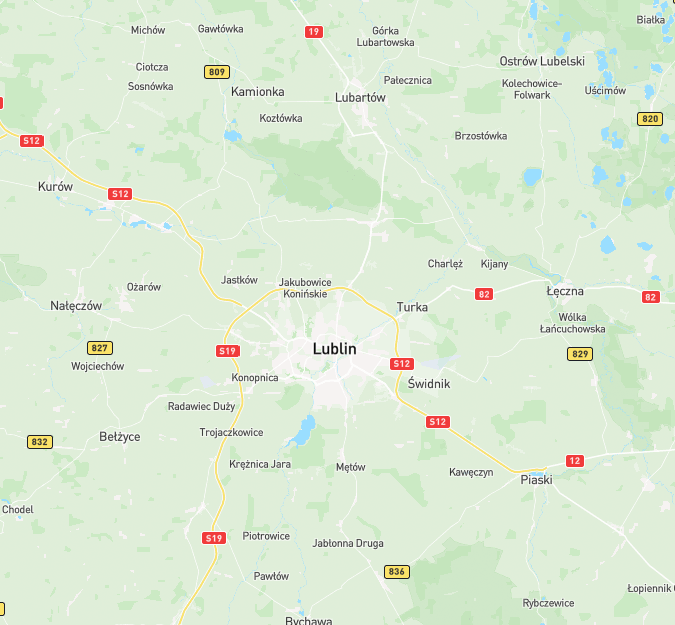 Białka
Michów
Gawłówka
19
Górka
Lubartowska
Ostrów Lubelski
Ciotcza
809
Pałecznica
Sosnówka
Kamionka
Lubartów
Kolechowice-
Folwark
Uścimów
Kozłówka
820
S12
Brzostówka
Kurów
S12
Charlęż
Kijany
Jastków
Jakubowice
Konińskie
Ożarów
82
Łęczna
82
Nałęczów
Turka
Wólka
Łańcuchowska
827
S19
Lublin
829
Wojciechów
S12
Konopnica
Świdnik
Radawiec Duży
S12
Bełżyce
Trojaczkowice
832
12
Krężnica Jara
Mętów
Kawęczyn
Piaski
Chodel
S19
Piotrowice
Jabłonna Druga
Pawłów
836
Łopiennik
Rybczewice
Bychawa